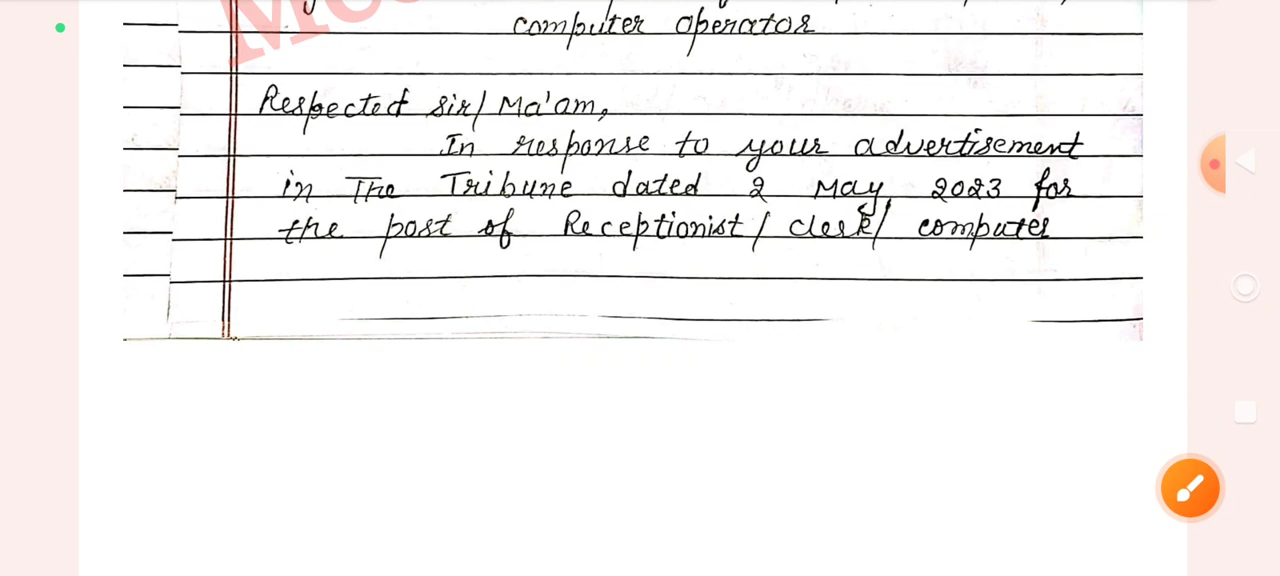 computer operator
Respected sir/ Ma'am,
In response to your advertisement
in The Tribune dated 2 May, 2023 for
the post of Receptionist/ clerk/ computer